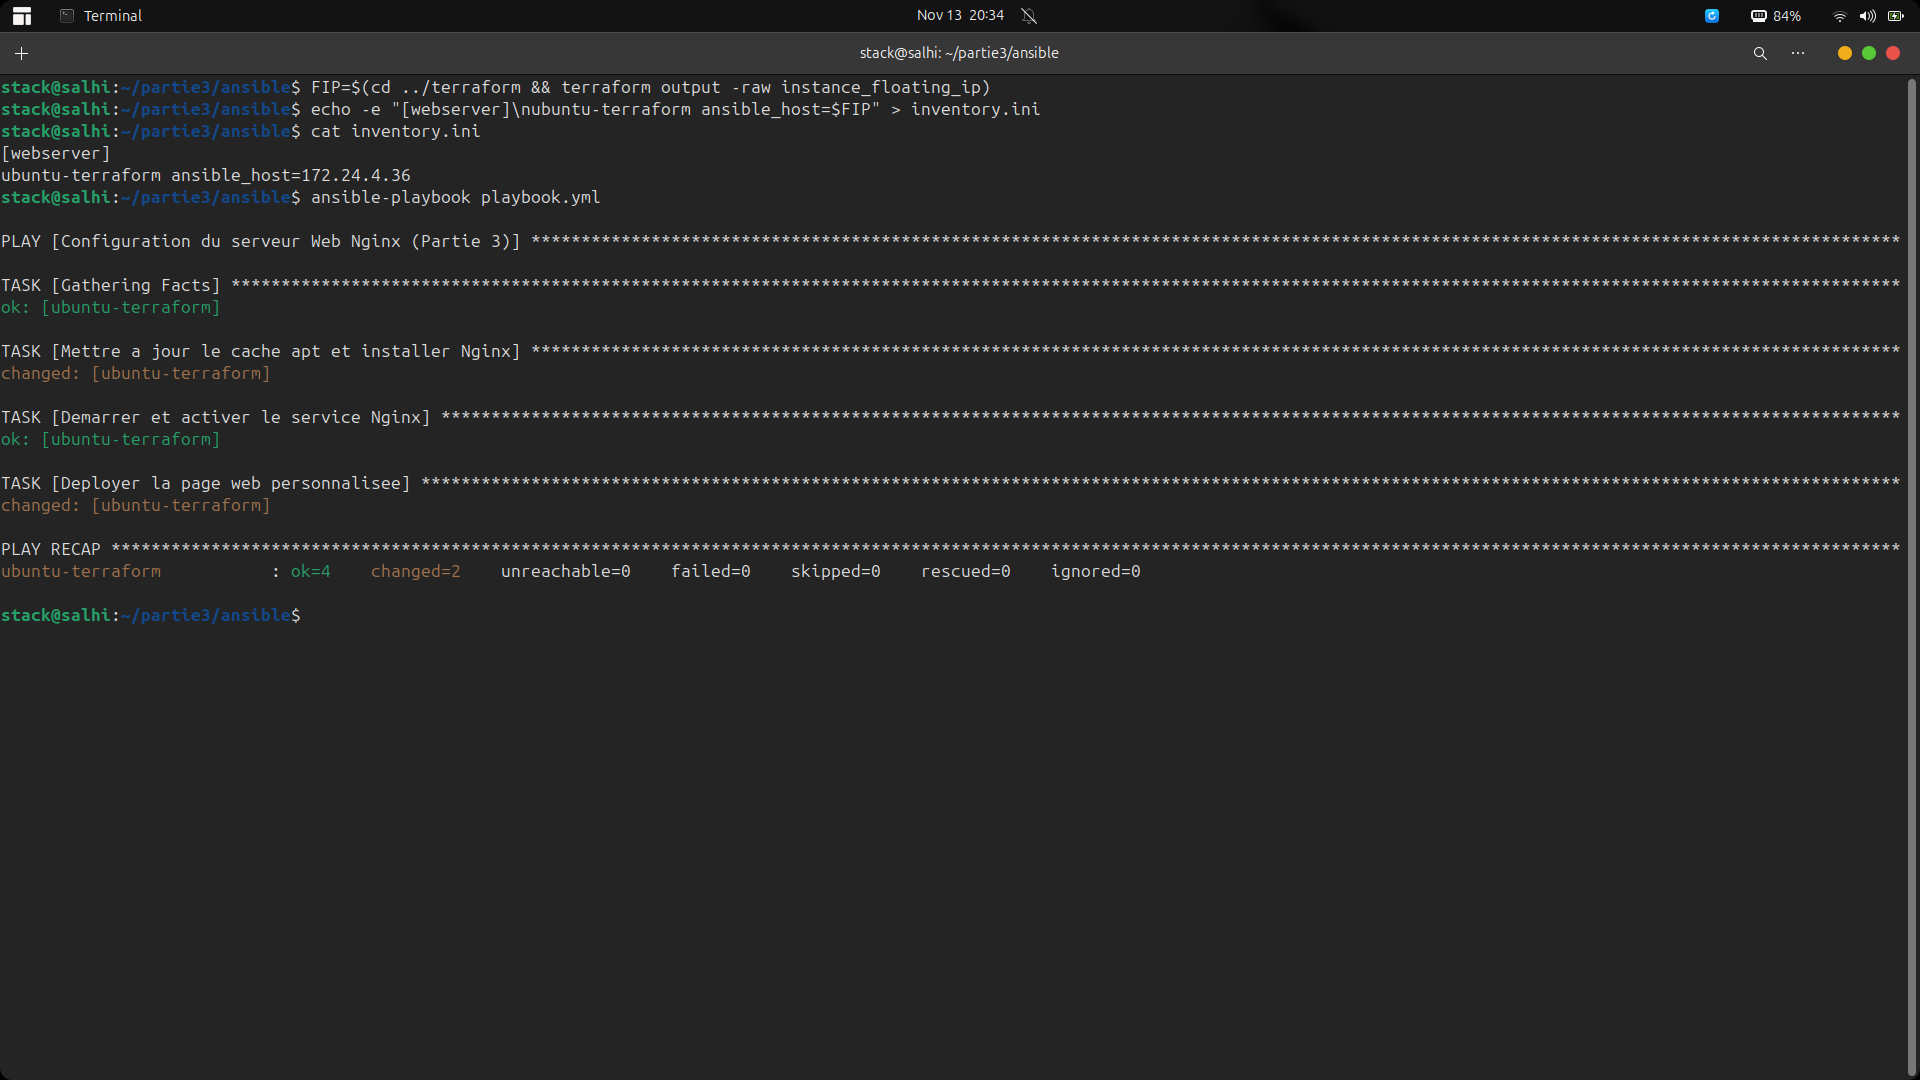 Terminal
Nov 13 20:34
84%
stack@salhi: ~/partie3/ansible
stack@salhi:~/partie3/ansible$ FIP=$(cd ../terraform && terraform output -raw instance_floating_ip)
stack@salhi:~/partie3/ansible$ echo -e "[webserver]\nubuntu-terraform ansible_host=$FIP" > inventory.ini
stack@salhi:~/partie3/ansible$ cat inventory.ini
[webserver]
ubuntu-terraform ansible_host=172.24.4.36
stack@salhi:~/partie3/ansible$ ansible-playbook playbook.yml
PLAY [Configuration du serveur Web Nginx (Partie 3)] *****************************************************************************************************************************************
TASK [Gathering Facts] ***********************************************************************************************************************************************************************
ok: [ubuntu-terraform]
TASK [Mettre a jour le cache apt et installer Nginx] *****************************************************************************************************************************************
changed: [ubuntu-terraform]
TASK [Demarrer et activer le service Nginx] **************************************************************************************************************************************************
ok: [ubuntu-terraform]
TASK [Deployer la page web personnalisee] ****************************************************************************************************************************************************
changed: [ubuntu-terraform]
PLAY RECAP ***********************************************************************************************************************************************************************************
ubuntu-terraform           : ok=4    changed=2    unreachable=0    failed=0    skipped=0    rescued=0    ignored=0
stack@salhi:~/partie3/ansible$